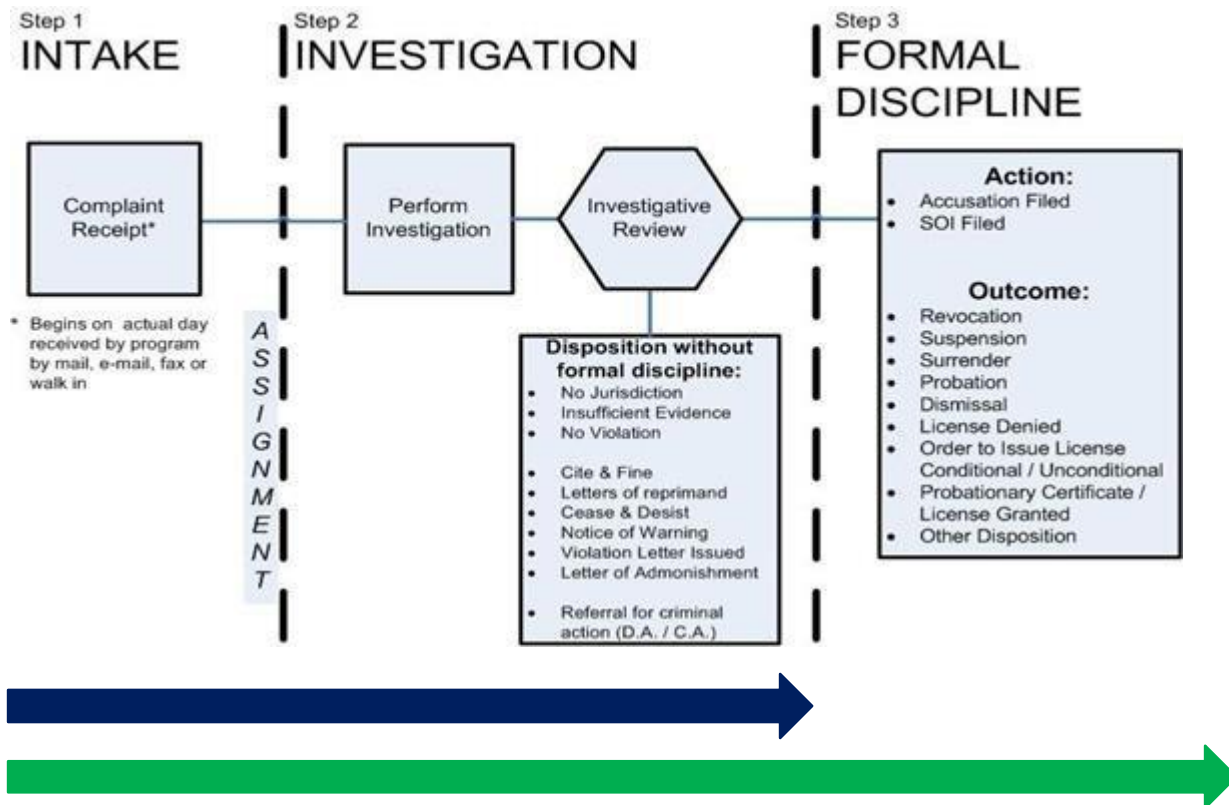 Step 1
INTAKE
Step 2
INVESTIGATION
Step 3
FORMAL
DISCIPLINE
Complaint
Receipt*
* Begins on actual day
received by program
by mail, e-mail, fax or
walk in
A
S
S
I
G
N
M
E
N
T
Perform
Investigation
Investigative
Review
Disposition without
formal discipline:
• No Jurisdiction
• Insufficient Evidence
• No Violation
• Cite & Fine
• Letters of reprimand
• Cease & Desist
• Notice of Warning
• Violation Letter Issued
• Letter of Admonishment
• Referral for criminal
action (D.A. / C.A.)
Action:
• Accusation Filed
• SOI Filed
Outcome:
• Revocation
• Suspension
• Surrender
• Probation
• Dismissal
• License Denied
• Order to Issue License
Conditional / Unconditional
• Probationary Certificate /
License Granted
• Other Disposition